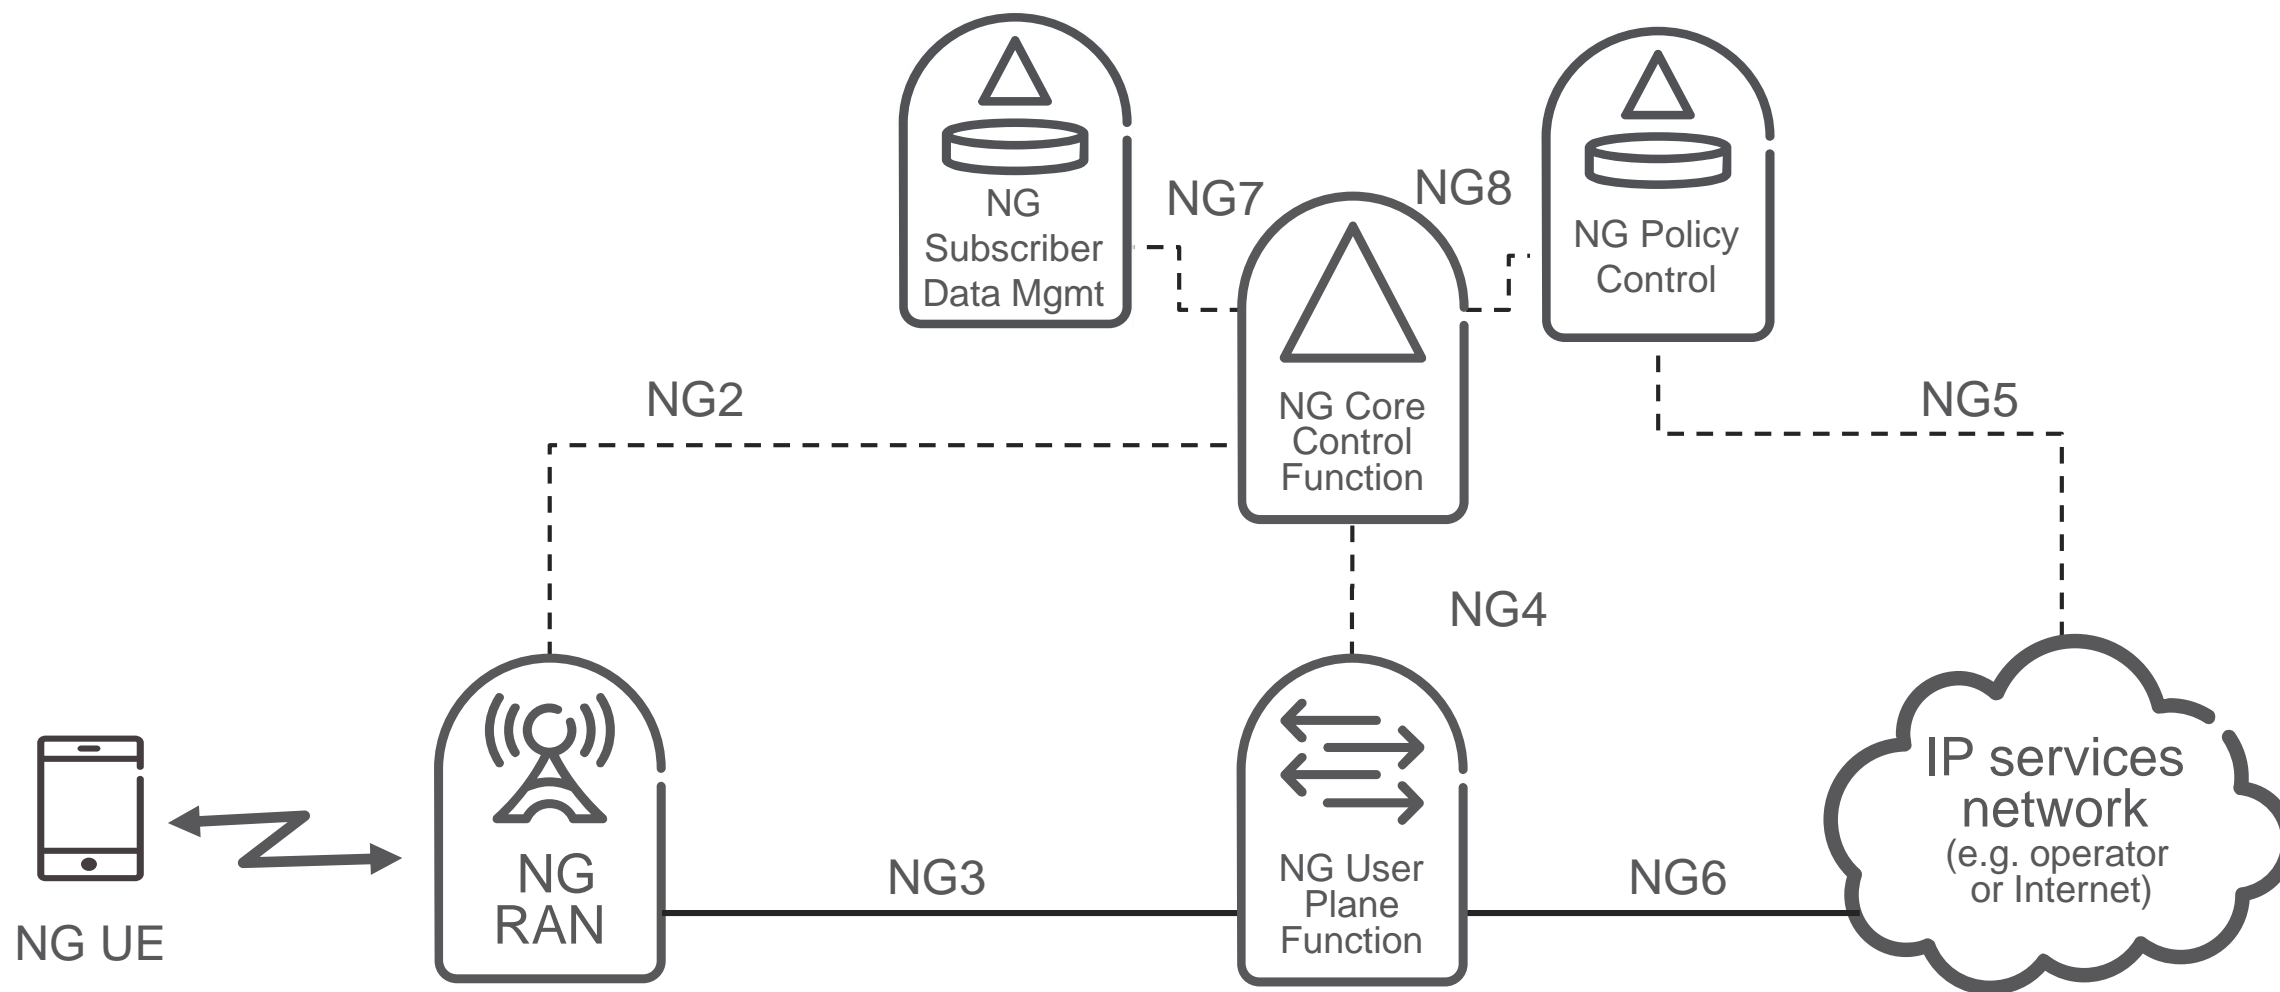 NG
Subscriber
Data Mgmt
NG7
NG8
NG Policy
Control
NG2
NG Core
Control
Function
NG5
NG4
IP services
network
(e.g. operator
or Internet)
NG UE
NG
RAN
NG3
NG User
Plane
Function
NG6